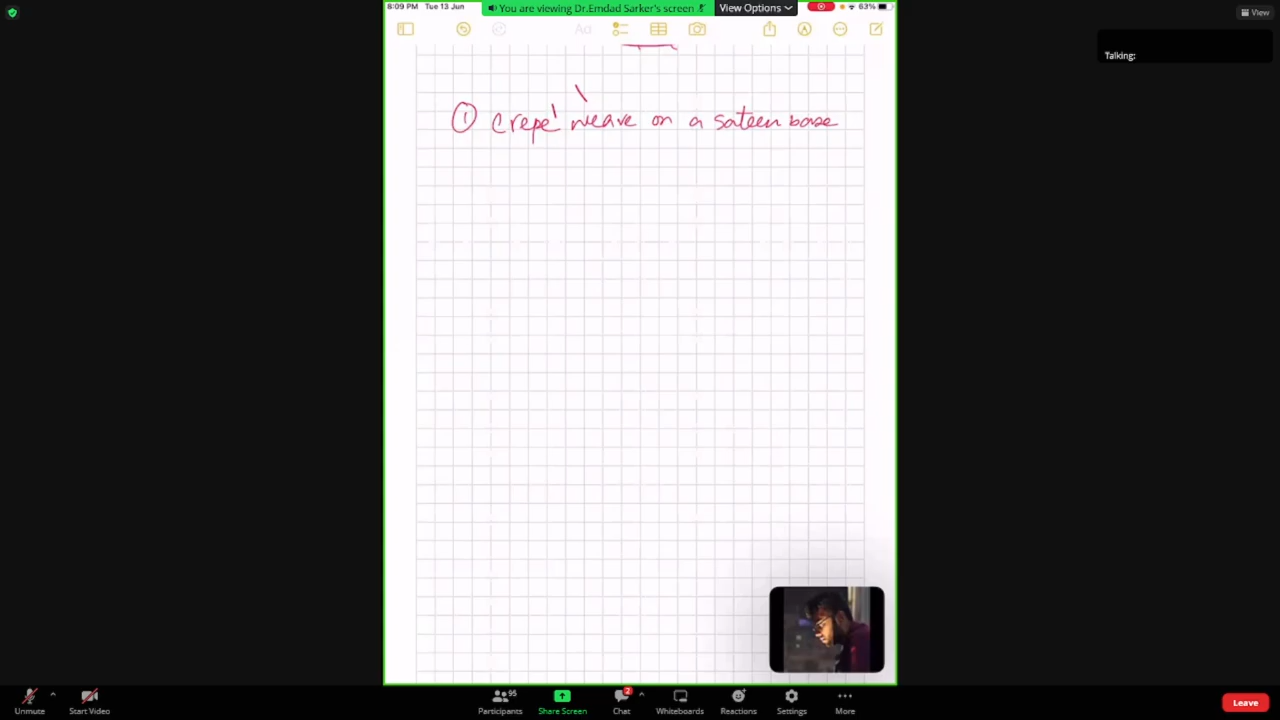 8:09 PM Tue 13 Jun
You are viewing Dr.Emdad Sarker's screen
View Options
63%
View
Aa
Talking:
① Crepe' weave on a sateen base
95
2
Unmute
Start Video
Participants
Share Screen
Chat
Whiteboards
Reactions
Settings
More
Leave